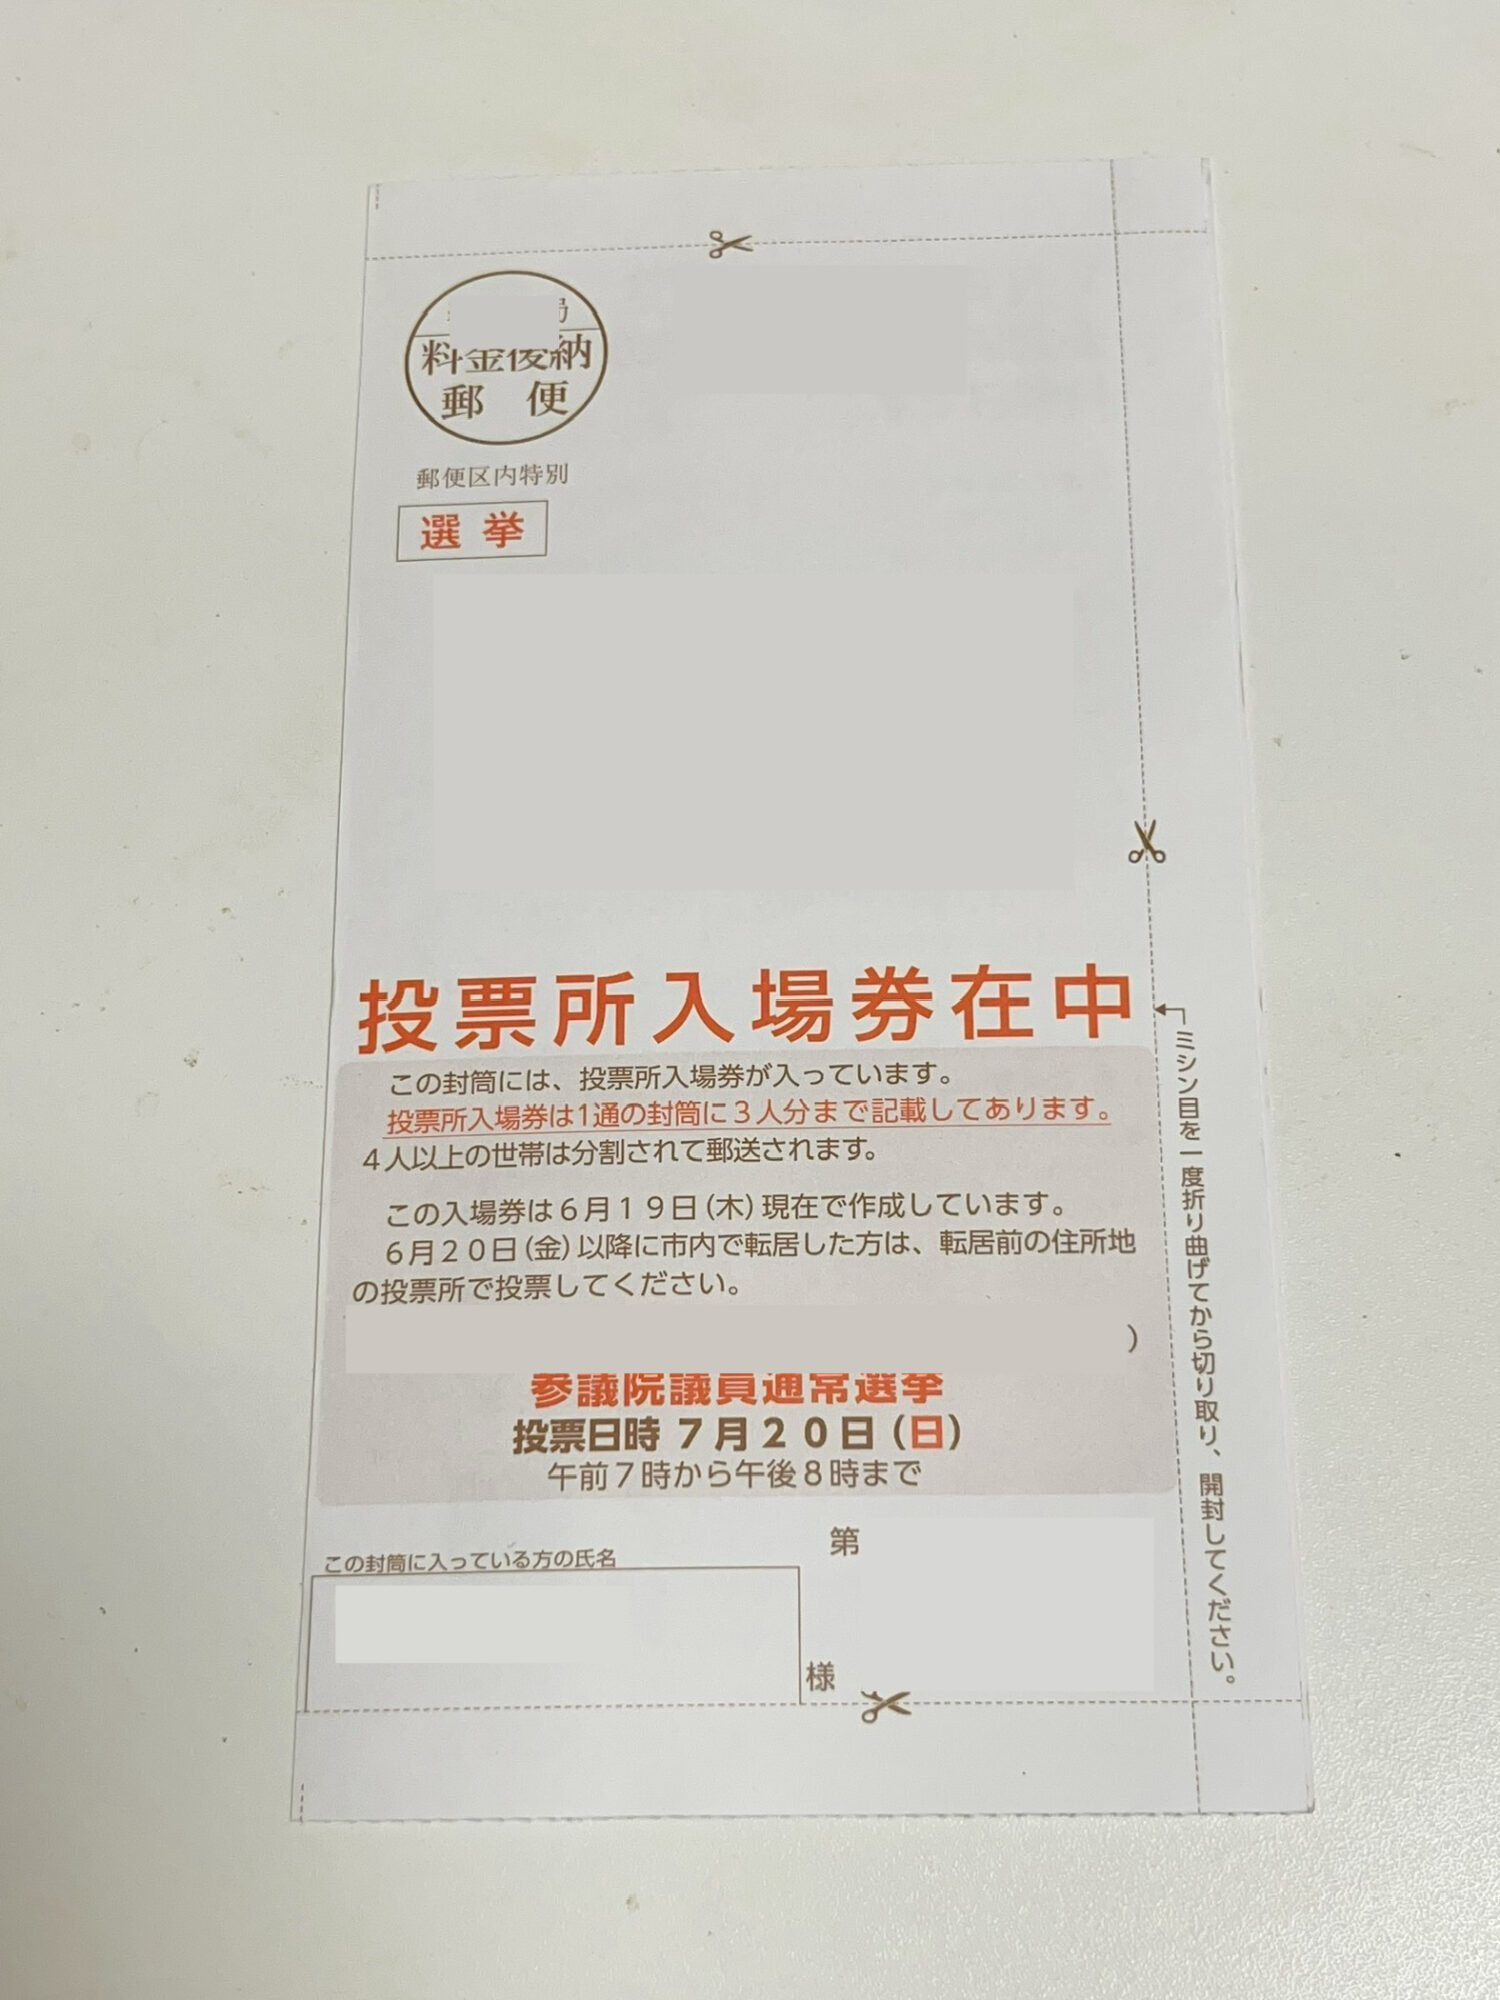 料金後納
郵便
郵便区内特別
選挙
投票所入場券在中
この封筒には、投票所入場券が入っています。
投票所入場券は1通の封筒に３人分まで記載してあります。
４人以上の世帯は分割されて郵送されます。
この入場券は６月１９日(木)現在で作成しています。
６月２０日(金)以降に市内で転居した方は、転居前の住所地
の投票所で投票してください。
)
参議院議員通常選挙
投票日時 ７月２０日(日)
午前７時から午後８時まで
この封筒に入っている方の氏名
第
様
ミシン目を一度折り曲げてから切り取り、開封してください。